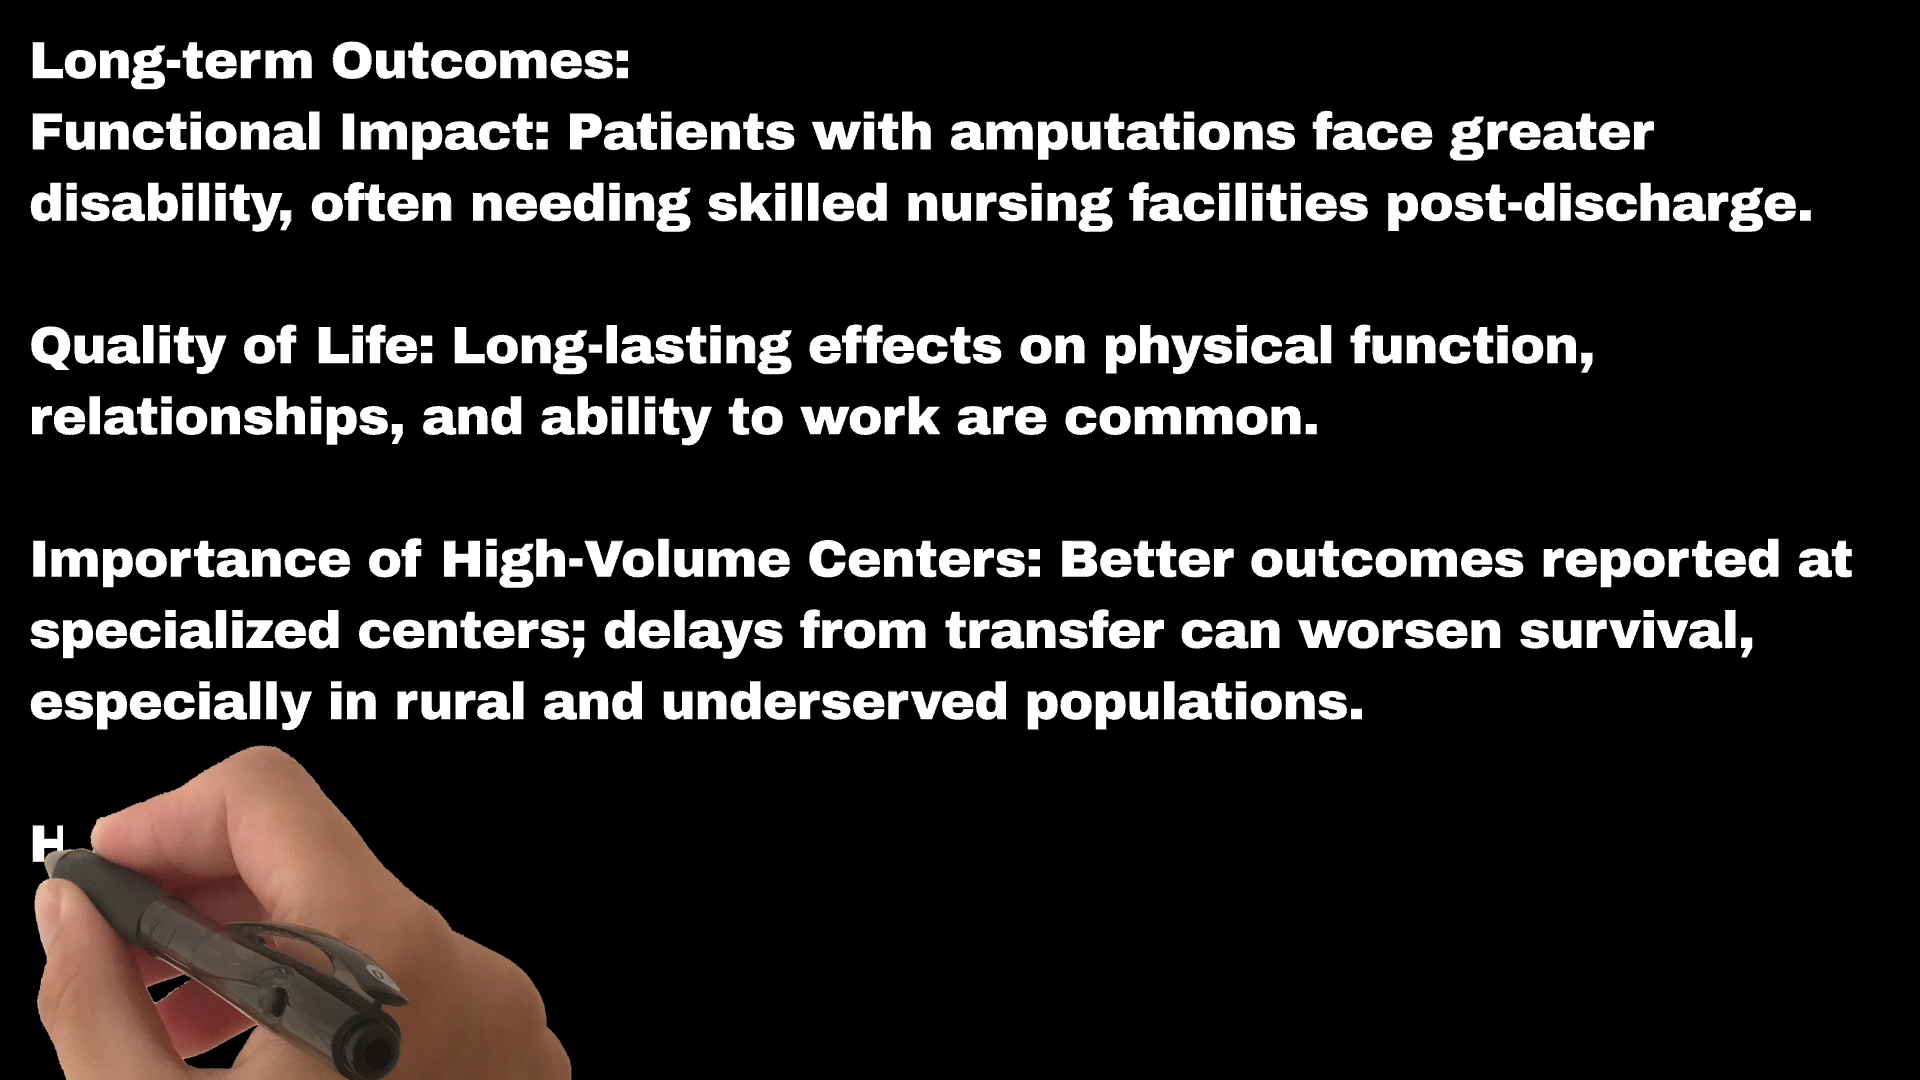 Long-term Outcomes:
Functional Impact: Patients with amputations face greater
disability, often needing skilled nursing facilities post-discharge.
Quality of Life: Long-lasting effects on physical function,
relationships, and ability to work are common.
Importance of High-Volume Centers: Better outcomes reported at
specialized centers; delays from transfer can worsen survival,
especially in rural and underserved populations.
H